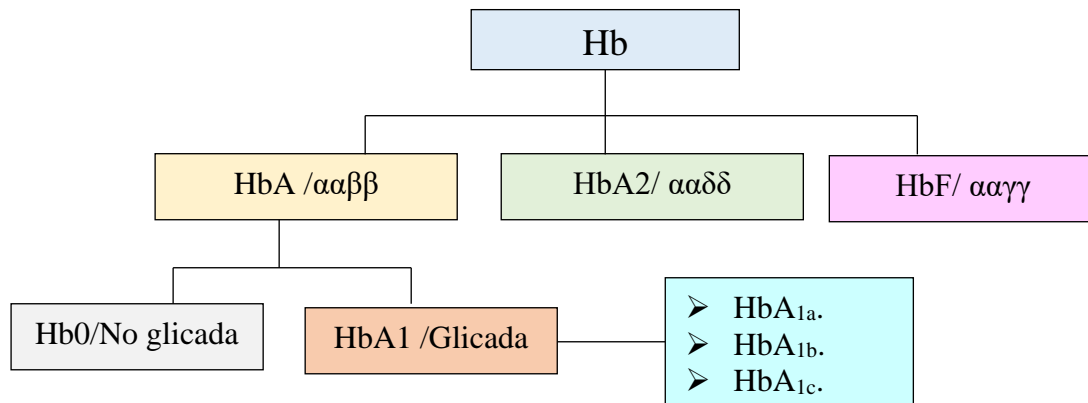 Hb
HbA /ααββ
HbA2/ ααδδ
HbF/ ααγγ
Hb0/No glicada
HbA1 /Glicada
➢ HbA1a.
➢ HbA1b.
➢ HbA1c.